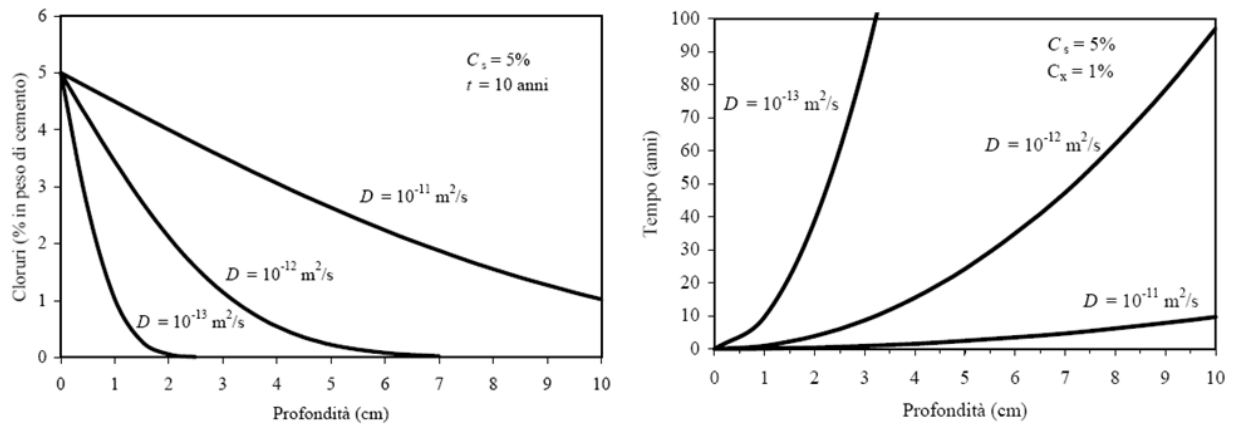 6
5
4
3
2
1
0
Cloruri (% in peso di cemento)
C s = 5%
t = 10 anni
D = 10-11 m2/s
D = 10-12 m2/s
D = 10-13 m2/s
0 1 2 3 4 5 6 7 8 9 10
Profondità (cm)
100
90
80
70
60
50
40
30
20
10
0
Tempo (anni)
C s = 5%
Cx = 1%
D = 10-13 m2/s
D = 10-12 m2/s
D = 10-11 m2/s
0 1 2 3 4 5 6 7 8 9 10
Profondità (cm)